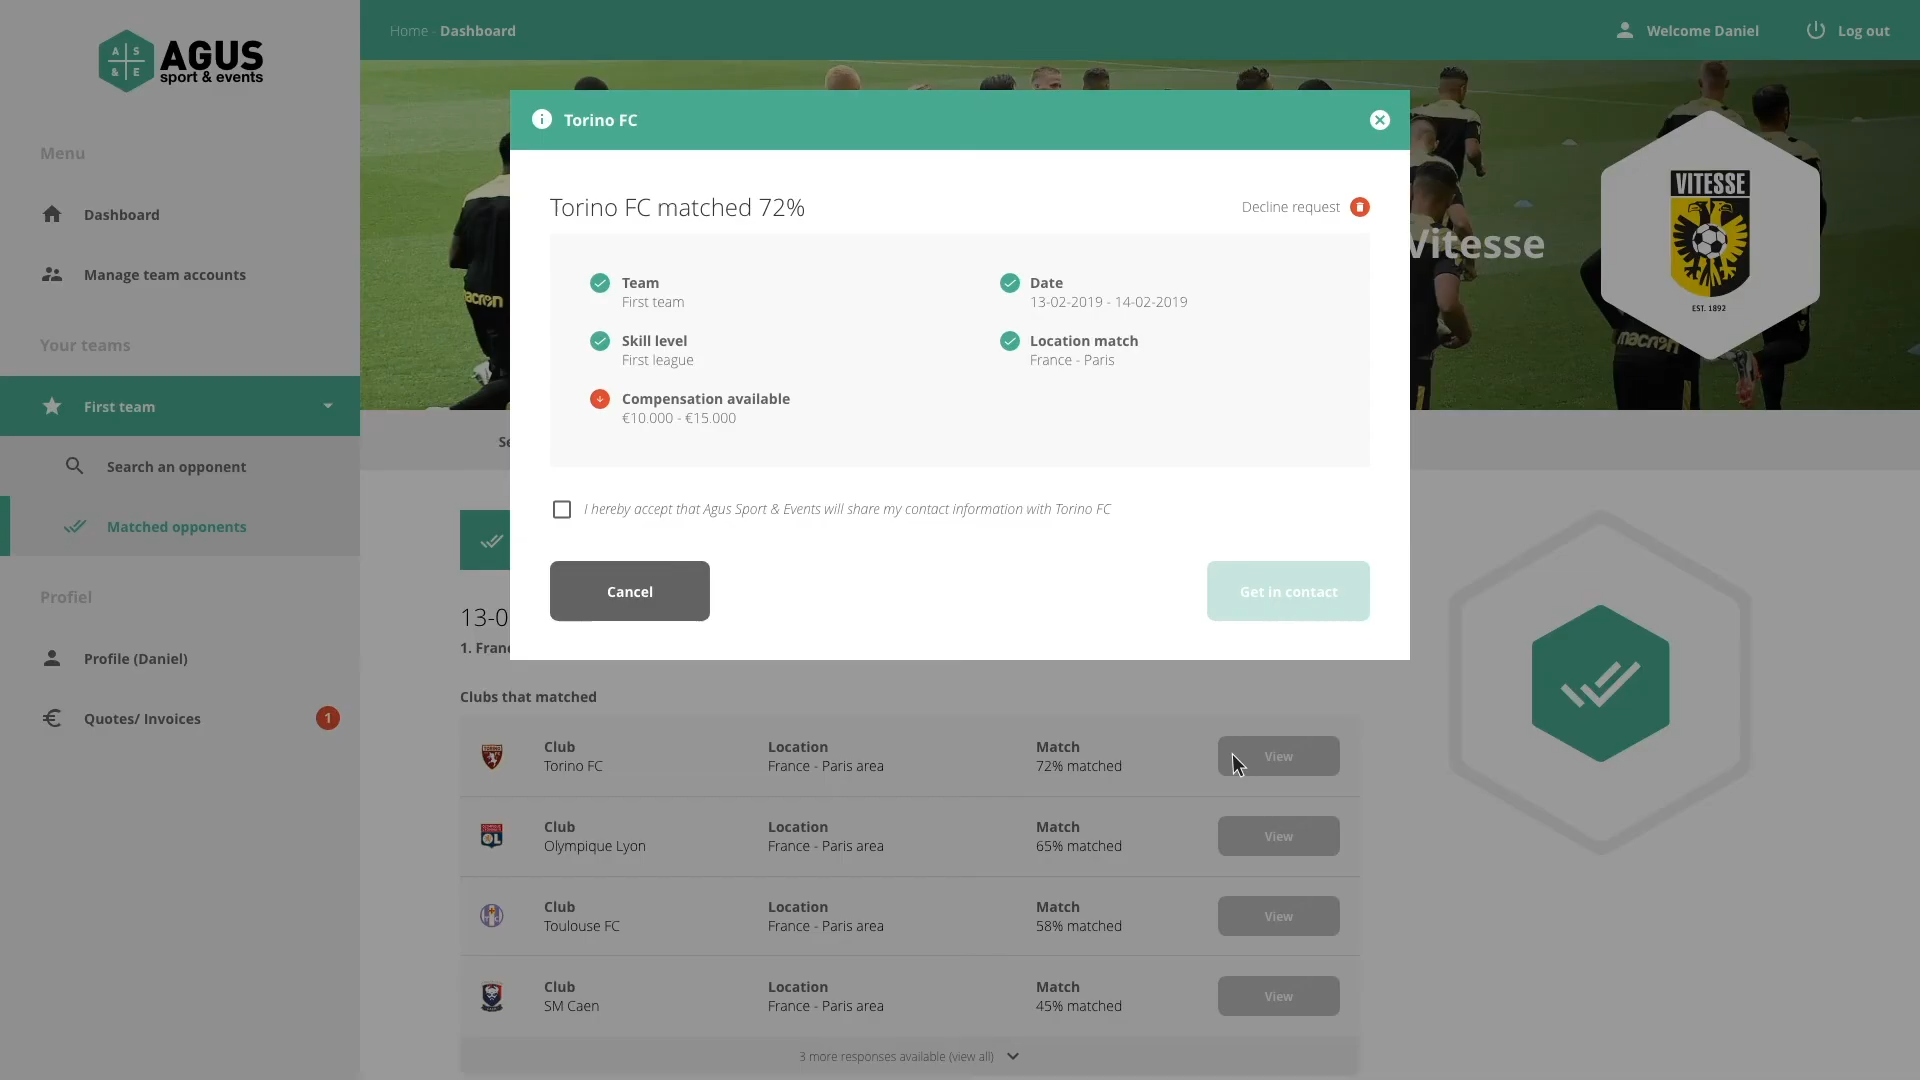 A S
& E
AGUS
sport & events
Home - Dashboard
Welcome Daniel
Log out
Menu
Dashboard
Manage team accounts
Your teams
First team
Search an opponent
Matched opponents
Profiel
Profile (Daniel)
Quotes/ Invoices
1
Vitesse
VITESSE
EST. 1892
macron
macron
Torino FC
Torino FC matched 72%
Decline request
Team
First team
Date
13-02-2019 - 14-02-2019
Skill level
First league
Location match
France - Paris
Compensation available
€10.000 - €15.000
I hereby accept that Agus Sport & Events will share my contact information with Torino FC
Cancel
Get in contact
13-0
1. Fran
Clubs that matched
Club
Torino FC
Location
France - Paris area
Match
72% matched
View
Club
Olympique Lyon
Location
France - Paris area
Match
65% matched
View
Club
Toulouse FC
Location
France - Paris area
Match
58% matched
View
Club
SM Caen
Location
France - Paris area
Match
45% matched
View
3 more responses available (view all)